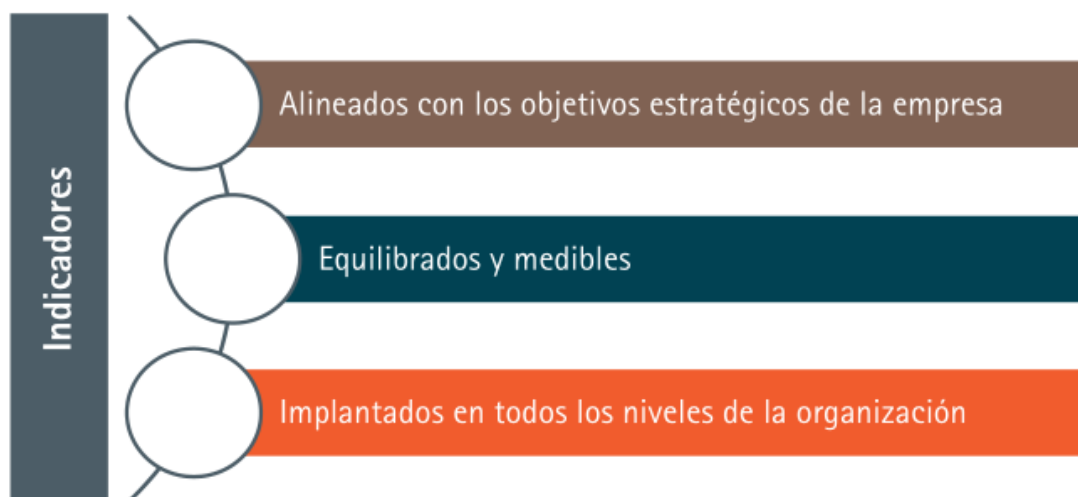 Indicadores
Alineados con los objetivos estratégicos de la empresa
Equilibrados y medibles
Implantados en todos los niveles de la organización